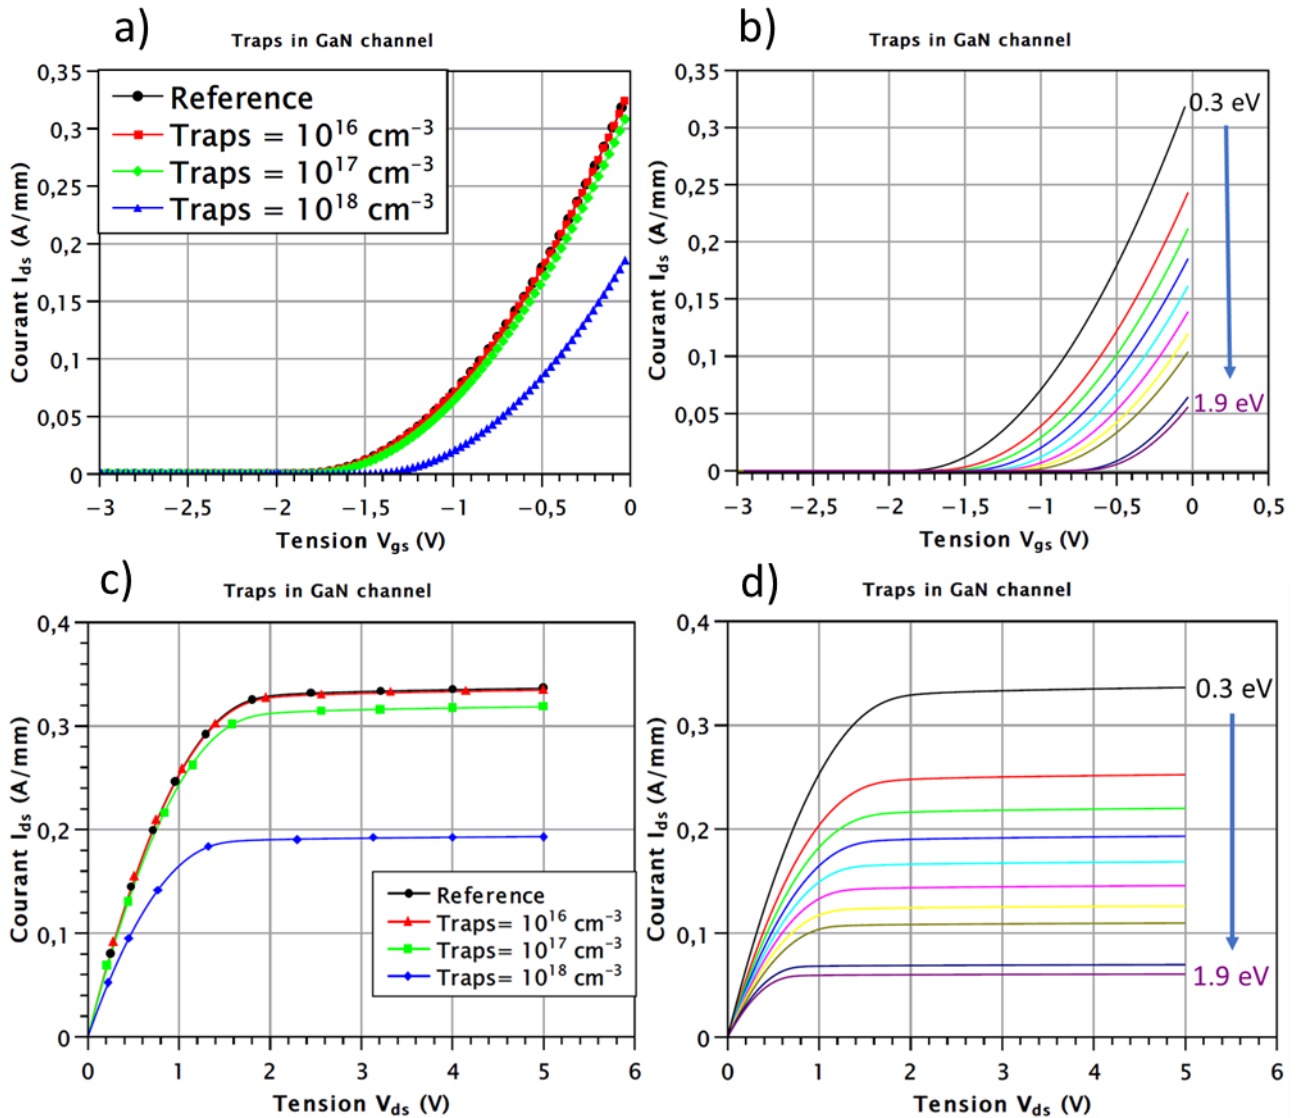 a)
Traps in GaN channel
0,35
0,3
0,25
0,2
0,15
0,1
0,05
0
Courant I_ds (A/mm)
Reference
Traps = 10^16 cm^−3
Traps = 10^17 cm^−3
Traps = 10^18 cm^−3
−3 −2,5 −2 −1,5 −1 −0,5 0
Tension V_gs (V)
b)
Traps in GaN channel
0,35
0,3
0,25
0,2
0,15
0,1
0,05
0
Courant I_ds (A/mm)
0.3 eV
1.9 eV
−3 −2,5 −2 −1,5 −1 −0,5 0 0,5
Tension V_gs (V)
c)
Traps in GaN channel
0,4
0,3
0,2
0,1
0
Courant I_ds (A/mm)
Reference
Traps= 10^16 cm^−3
Traps= 10^17 cm^−3
Traps= 10^18 cm^−3
0 1 2 3 4 5 6
Tension V_ds (V)
d)
Traps in GaN channel
0,4
0,3
0,2
0,1
0
Courant I_ds (A/mm)
0.3 eV
1.9 eV
0 1 2 3 4 5 6
Tension V_ds (V)